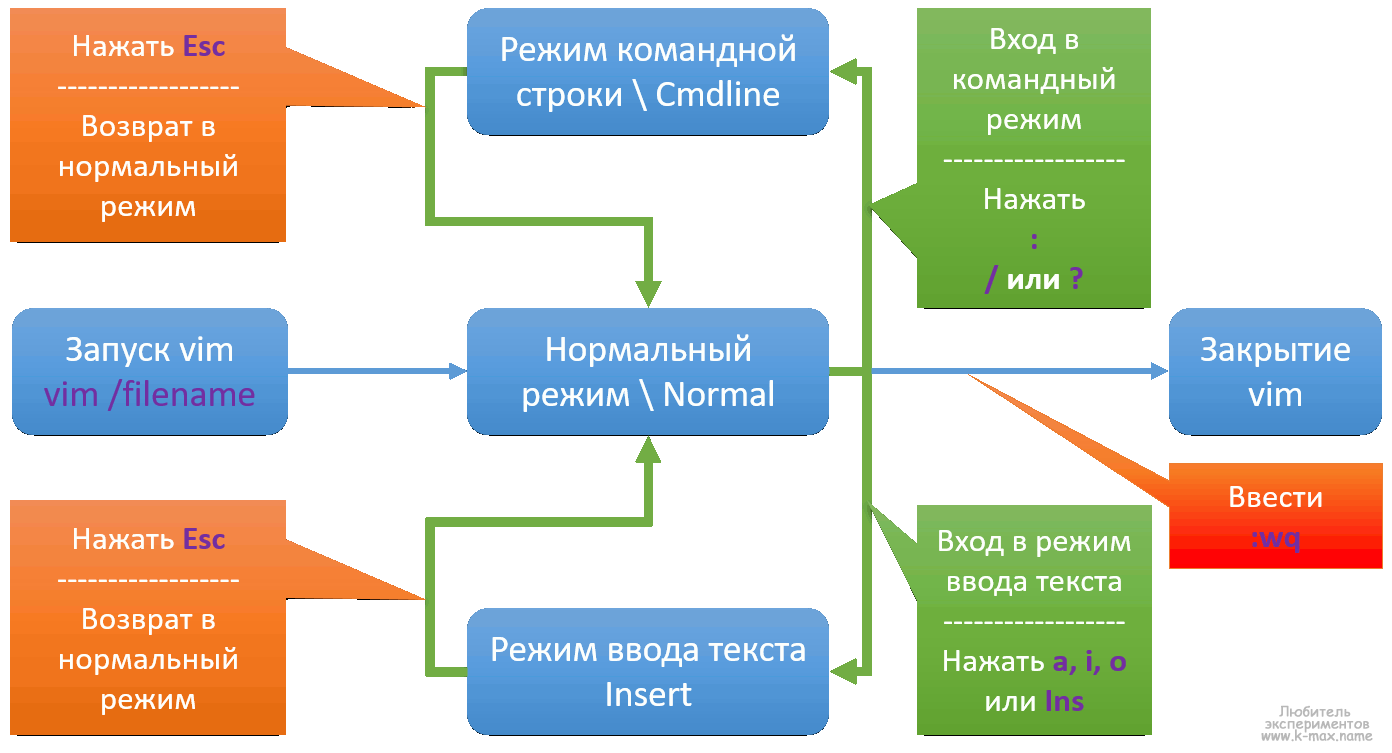 Нажать Esc
------------------
Возврат в
нормальный
режим
Режим командной
строки \ Cmdline
Вход в
командный
режим
------------------
Нажать
:
/ или ?
Запуск vim
vim /filename
Нормальный
режим \ Normal
Закрытие
vim
Ввести
:wq
Нажать Esc
------------------
Возврат в
нормальный
режим
Режим ввода текста
Insert
Вход в режим
ввода текста
------------------
Нажать a, i, o
или Ins
Любитель
экспериментов
www.k-max.name